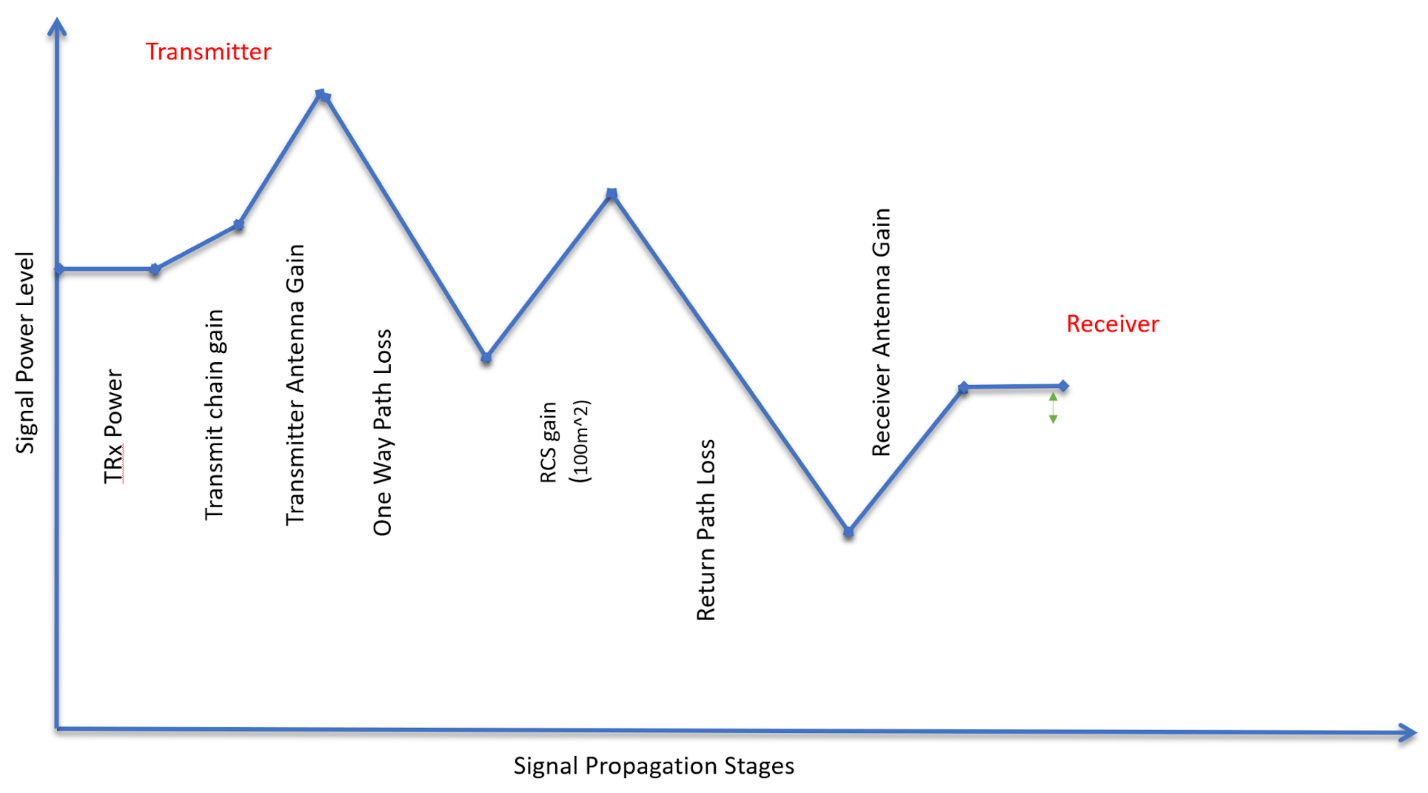 Transmitter
Signal Power Level
TRx Power
Transmit chain gain
Transmitter Antenna Gain
One Way Path Loss
RCS gain
(100m^2)
Return Path Loss
Receiver Antenna Gain
Receiver
Signal Propagation Stages